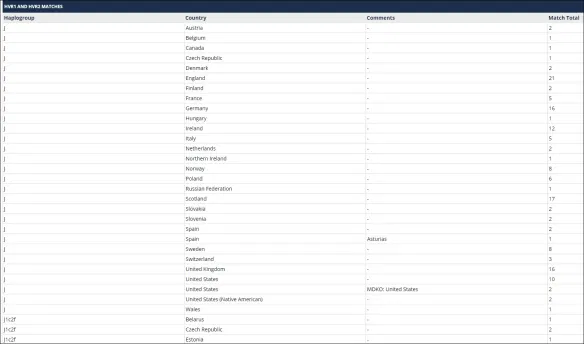 HVR1 AND HVR2 MATCHES
Haplogroup Country Comments Match Total
J Austria - 2
J Belgium - 1
J Canada - 1
J Czech Republic - 1
J Denmark - 2
J England - 21
J Finland - 2
J France - 5
J Germany - 16
J Hungary - 1
J Ireland - 12
J Italy - 5
J Netherlands - 2
J Northern Ireland - 1
J Norway - 8
J Poland - 6
J Russian Federation - 1
J Scotland - 17
J Slovakia - 2
J Slovenia - 2
J Spain - 2
J Spain Asturias 1
J Sweden - 8
J Switzerland - 3
J United Kingdom - 16
J United States - 10
J United States MDKO: United States 2
J United States (Native American) - 2
J Wales - 1
J1c2f Belarus - 1
J1c2f Czech Republic - 2
J1c2f Estonia - 1